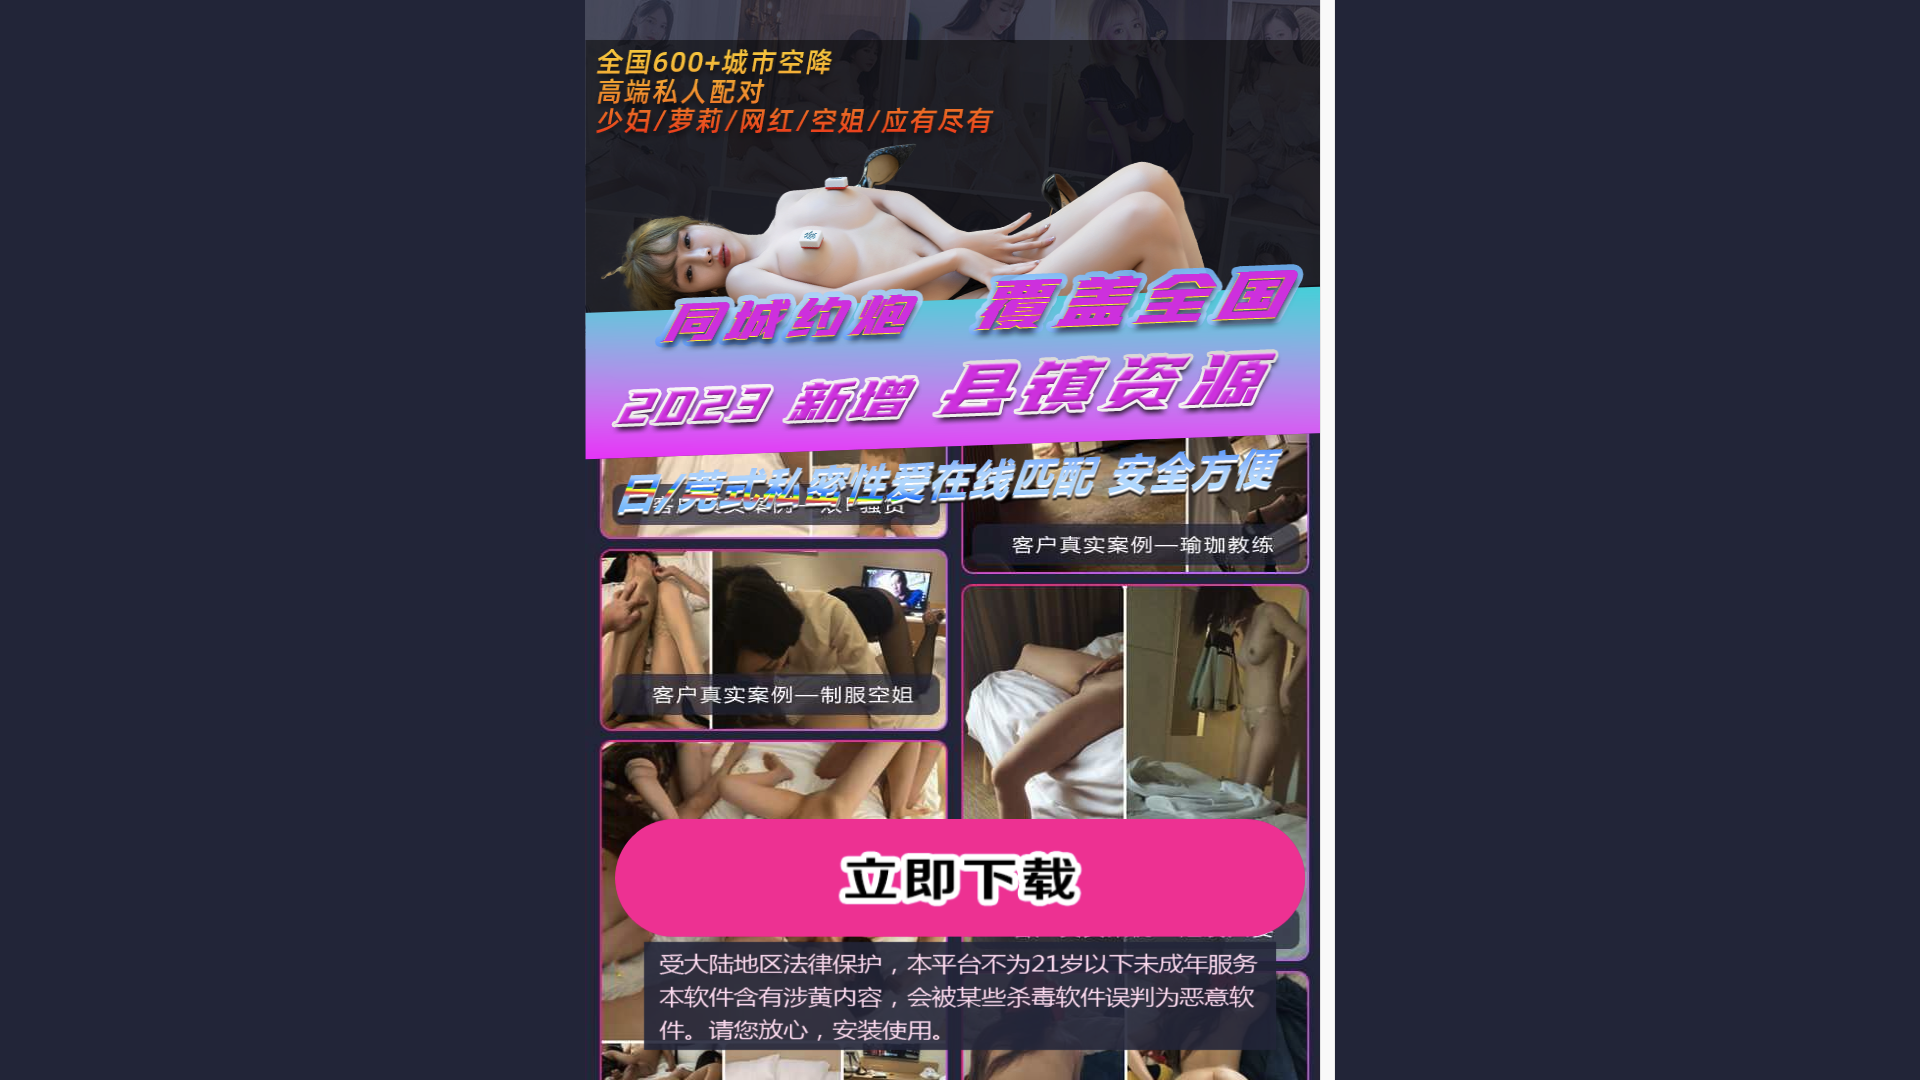 全国600+城市空降
高端私人配对
少妇/萝莉/网红/空姐/应有尽有
同城约炮 覆盖全国
2023 新增 县镇资源
日/莞式私密性爱在线匹配 安全方便
客户真实案例—瑜珈教练
客户真实案例—制服空姐
立即下载
受大陆地区法律保护，本平台不为21岁以下未成年服务
本软件含有涉黄内容，会被某些杀毒软件误判为恶意软
件。请您放心，安装使用。